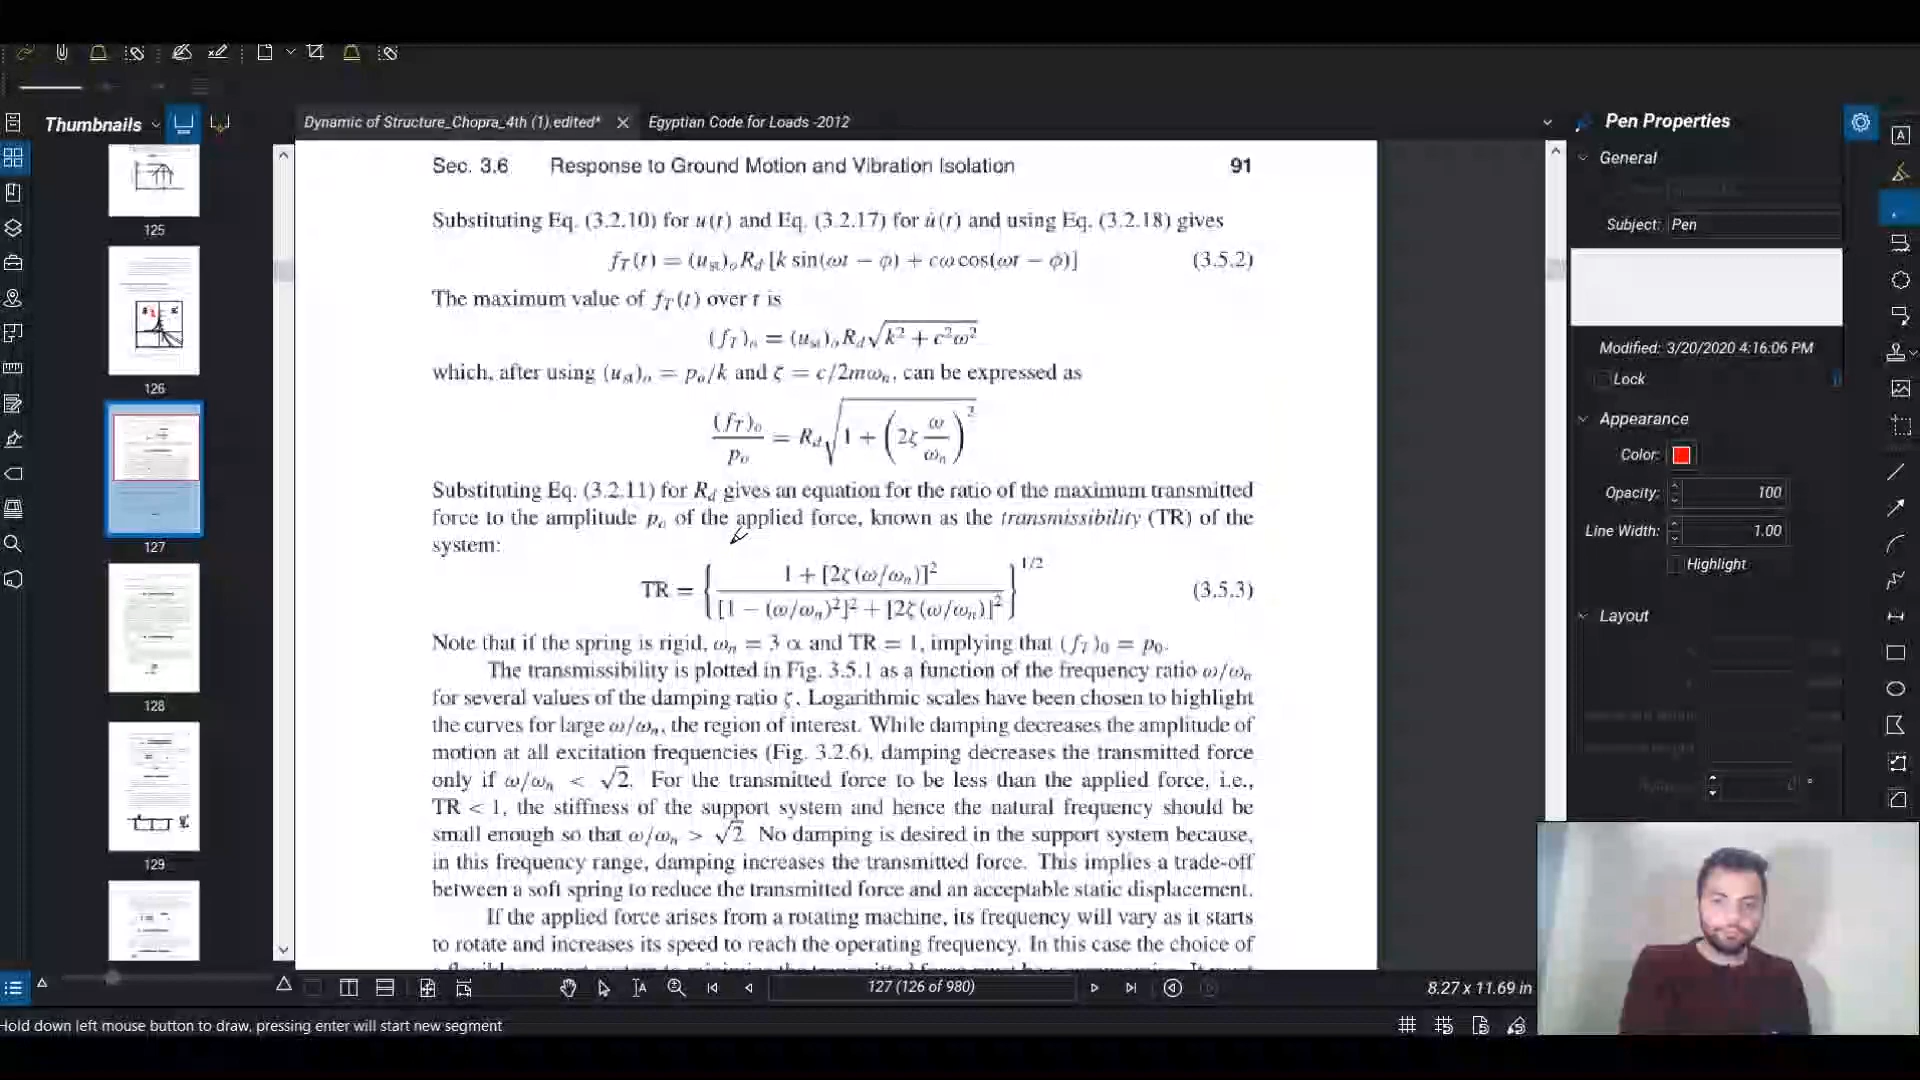 Thumbnails
Dynamic of Structure_Chopra_4th (1).edited*
Egyptian Code for Loads -2012
Pen Properties
General
Subject: Pen
Modified: 3/20/2020 4:16:06 PM
Lock
Appearance
Color:
Opacity: 100
Line Width: 1.00
Highlight
Layout
125
126
127
128
129
Sec. 3.6 Response to Ground Motion and Vibration Isolation 91
Substituting Eq. (3.2.10) for u(t) and Eq. (3.2.17) for u̇(t) and using Eq. (3.2.18) gives
f_T(t) = (u_st)_o R_d [k sin(ωt − φ) + cω cos(ωt − φ)] (3.5.2)
The maximum value of f_T(t) over t is
(f_T)_o = (u_st)_o R_d √(k² + c²ω²)
which, after using (u_st)_o = p_o/k and ζ = c/2mω_n, can be expressed as
(f_T)_o / p_o = R_d √(1 + (2ζ ω/ω_n)²)
Substituting Eq. (3.2.11) for R_d gives an equation for the ratio of the maximum transmitted
force to the amplitude p_o of the applied force, known as the transmissibility (TR) of the
system:
TR = { 1 + [2ζ(ω/ω_n)]² / [1 − (ω/ω_n)²]² + [2ζ(ω/ω_n)]² }^1/2 (3.5.3)
Note that if the spring is rigid, ω_n = 3 α and TR = 1, implying that (f_T)_0 = p_0.
The transmissibility is plotted in Fig. 3.5.1 as a function of the frequency ratio ω/ω_n
for several values of the damping ratio ζ. Logarithmic scales have been chosen to highlight
the curves for large ω/ω_n, the region of interest. While damping decreases the amplitude of
motion at all excitation frequencies (Fig. 3.2.6), damping decreases the transmitted force
only if ω/ω_n < √2. For the transmitted force to be less than the applied force, i.e.,
TR < 1, the stiffness of the support system and hence the natural frequency should be
small enough so that ω/ω_n > √2. No damping is desired in the support system because,
in this frequency range, damping increases the transmitted force. This implies a trade-off
between a soft spring to reduce the transmitted force and an acceptable static displacement.
If the applied force arises from a rotating machine, its frequency will vary as it starts
to rotate and increases its speed to reach the operating frequency. In this case the choice of
127 (126 of 980)
8.27 x 11.69 in
Hold down left mouse button to draw, pressing enter will start new segment